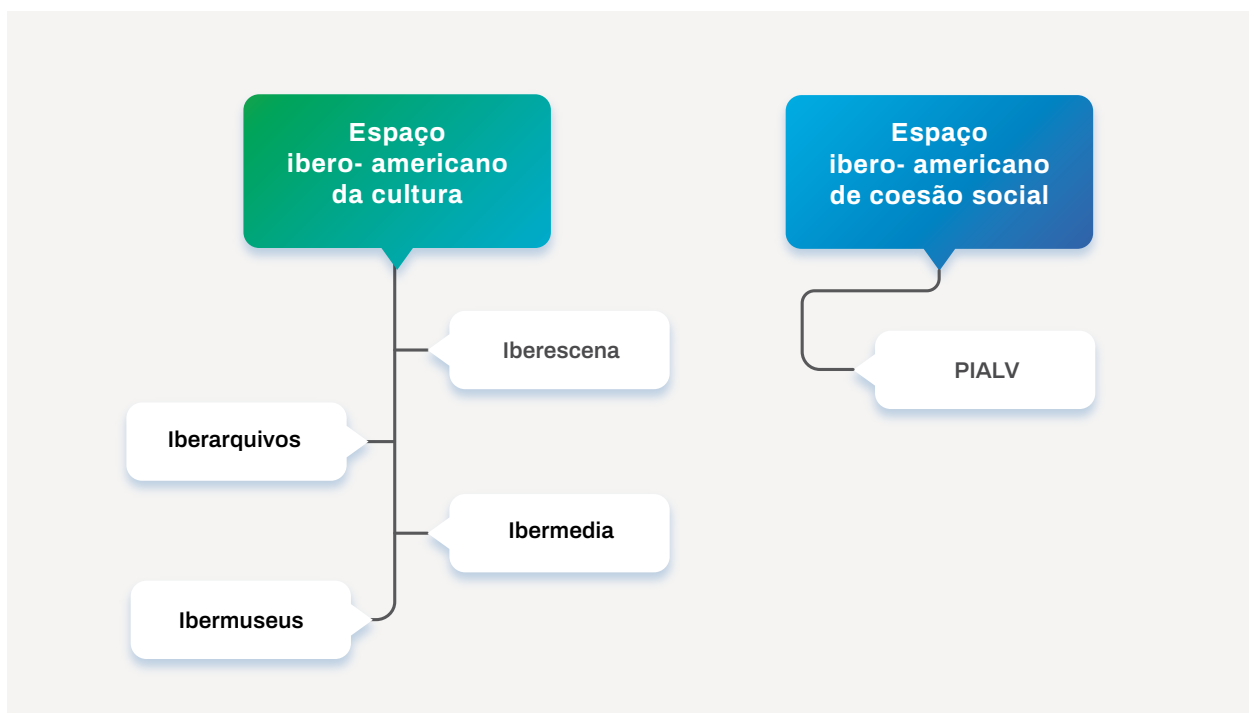 Espaço
ibero- americano
da cultura
Espaço
ibero- americano
de coesão social
Iberescena
PIALV
Iberarquivos
Ibermedia
Ibermuseus